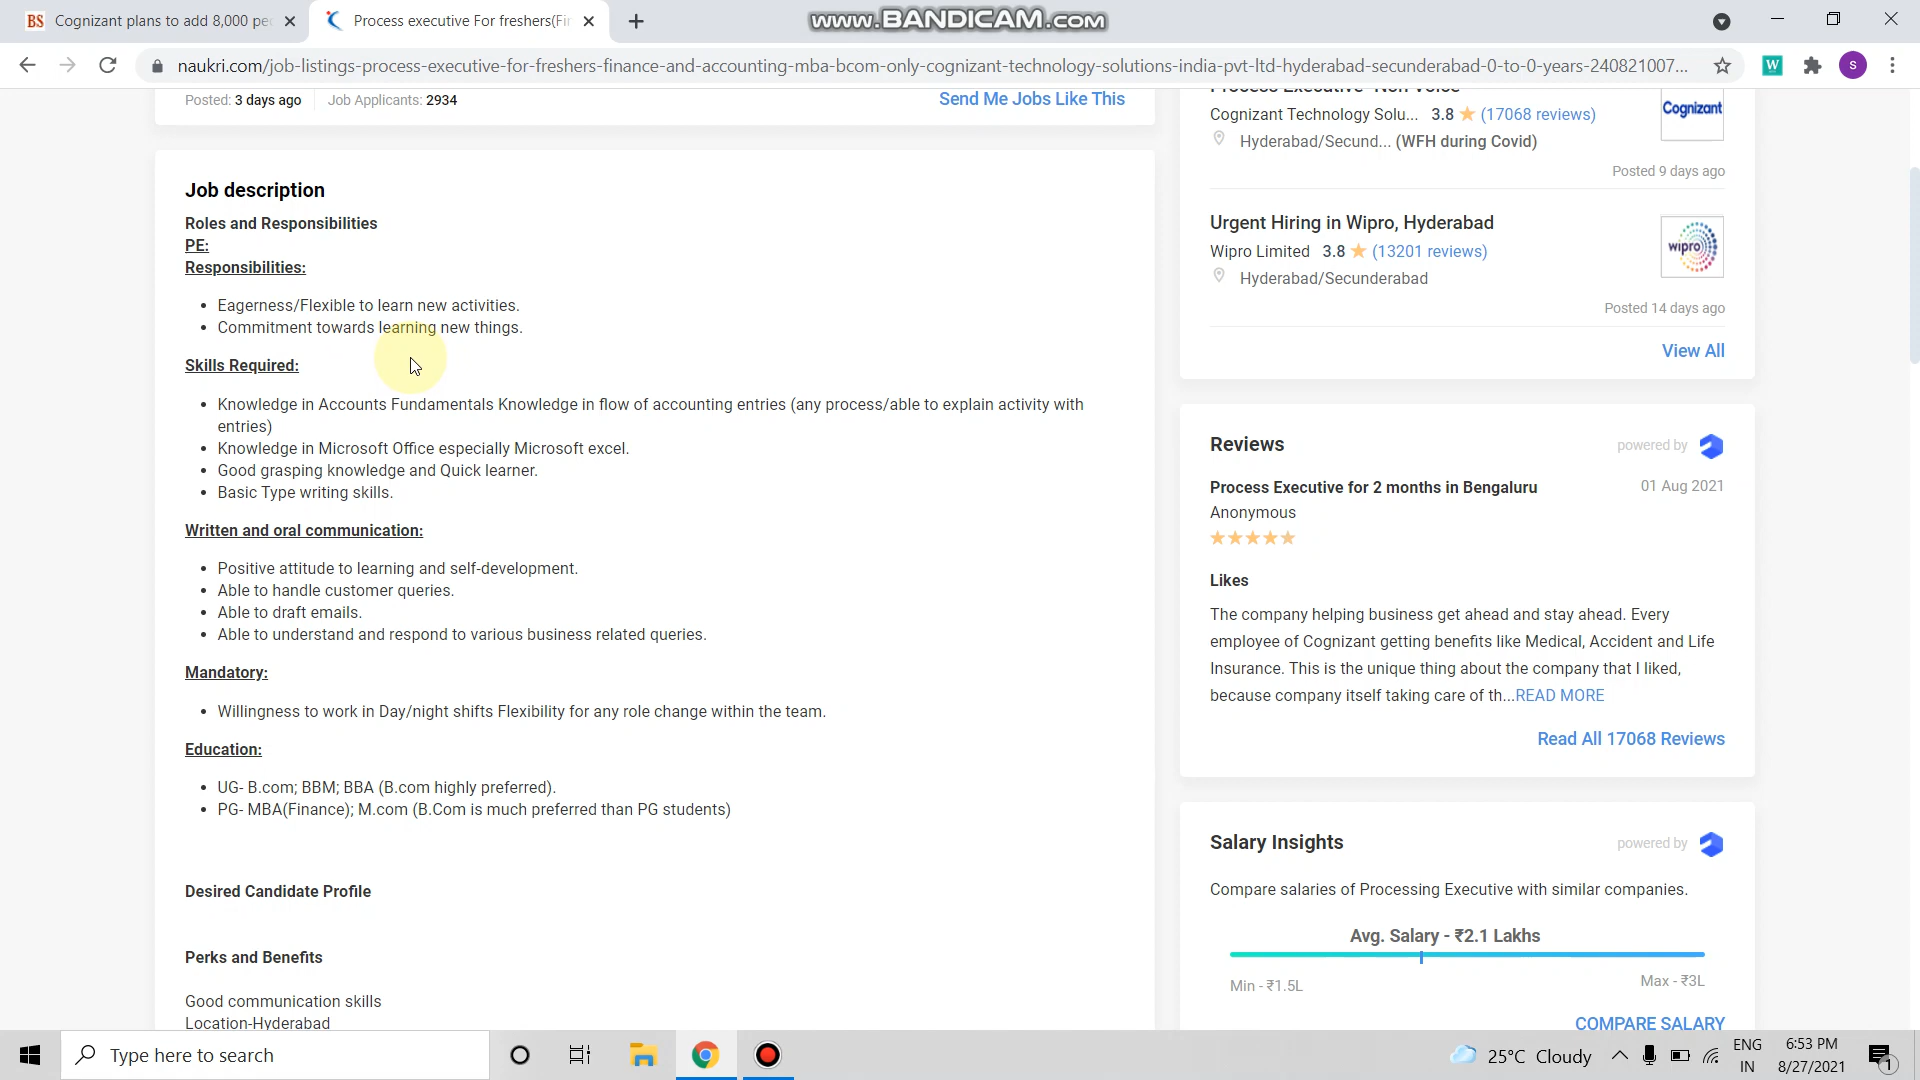 BS Cognizant plans to add 8,000 pe
Process executive For freshers(Fin
www.BANDICAM.com
naukri.com/job-listings-process-executive-for-freshers-finance-and-accounting-mba-bcom-only-cognizant-technology-solutions-india-pvt-ltd-hyderabad-secunderabad-0-to-0-years-240821007...
W
s
Posted: 3 days ago
Job Applicants: 2934
Send Me Jobs Like This
Job description
Roles and Responsibilities
PE:
Responsibilities:
• Eagerness/Flexible to learn new activities.
• Commitment towards learning new things.
Skills Required:
• Knowledge in Accounts Fundamentals Knowledge in flow of accounting entries (any process/able to explain activity with
entries)
• Knowledge in Microsoft Office especially Microsoft excel.
• Good grasping knowledge and Quick learner.
• Basic Type writing skills.
Written and oral communication:
• Positive attitude to learning and self-development.
• Able to handle customer queries.
• Able to draft emails.
• Able to understand and respond to various business related queries.
Mandatory:
• Willingness to work in Day/night shifts Flexibility for any role change within the team.
Education:
• UG- B.com; BBM; BBA (B.com highly preferred).
• PG- MBA(Finance); M.com (B.Com is much preferred than PG students)
Desired Candidate Profile
Perks and Benefits
Good communication skills
Location-Hyderabad
Process Executive -Non Voice
Cognizant Technology Solu... 3.8 (17068 reviews)
Cognizant
Hyderabad/Secund... (WFH during Covid)
Posted 9 days ago
Urgent Hiring in Wipro, Hyderabad
Wipro Limited 3.8 (13201 reviews)
wipro
Hyderabad/Secunderabad
Posted 14 days ago
View All
Reviews
powered by
Process Executive for 2 months in Bengaluru
01 Aug 2021
Anonymous
Likes
The company helping business get ahead and stay ahead. Every
employee of Cognizant getting benefits like Medical, Accident and Life
Insurance. This is the unique thing about the company that I liked,
because company itself taking care of th...READ MORE
Read All 17068 Reviews
Salary Insights
powered by
Compare salaries of Processing Executive with similar companies.
Avg. Salary - ₹2.1 Lakhs
Min - ₹1.5L
Max - ₹3L
COMPARE SALARY
Type here to search
25°C Cloudy
ENG
IN
6:53 PM
8/27/2021
1